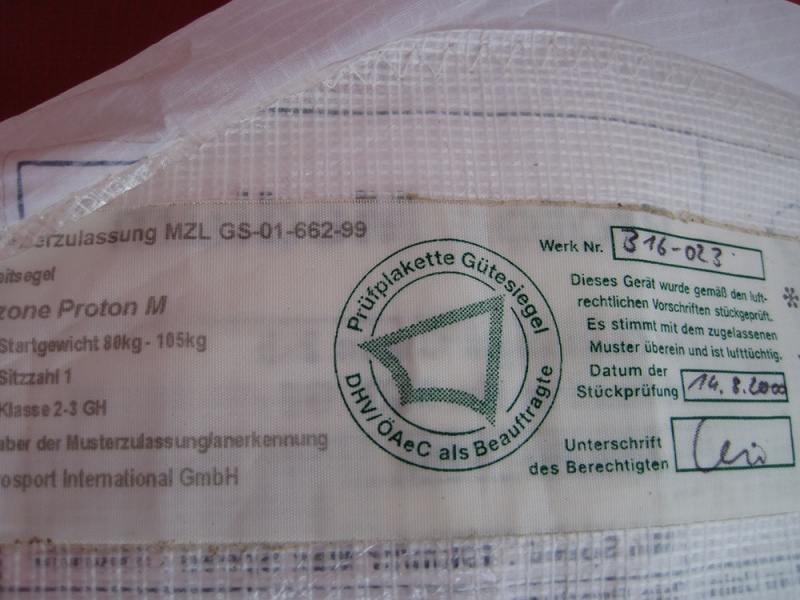 erzulassung MZL GS-01-662-99
eitsegel
zone Proton M
Startgewicht 80kg - 105kg
Sitzzahl 1
Klasse 2-3 GH
aber der Musterzulassung/anerkennung
rosport International GmbH
Prüfplakette Gütesiegel
DHV/ÖAeC als Beauftragte
Werk Nr. B16-023
Dieses Gerät wurde gemäß den luft-
rechtlichen Vorschriften stückgeprüft.
Es stimmt mit dem zugelassenen
Muster überein und ist lufttüchtig.
Datum der
Stückprüfung 14.8.2000
Unterschrift
des Berechtigten